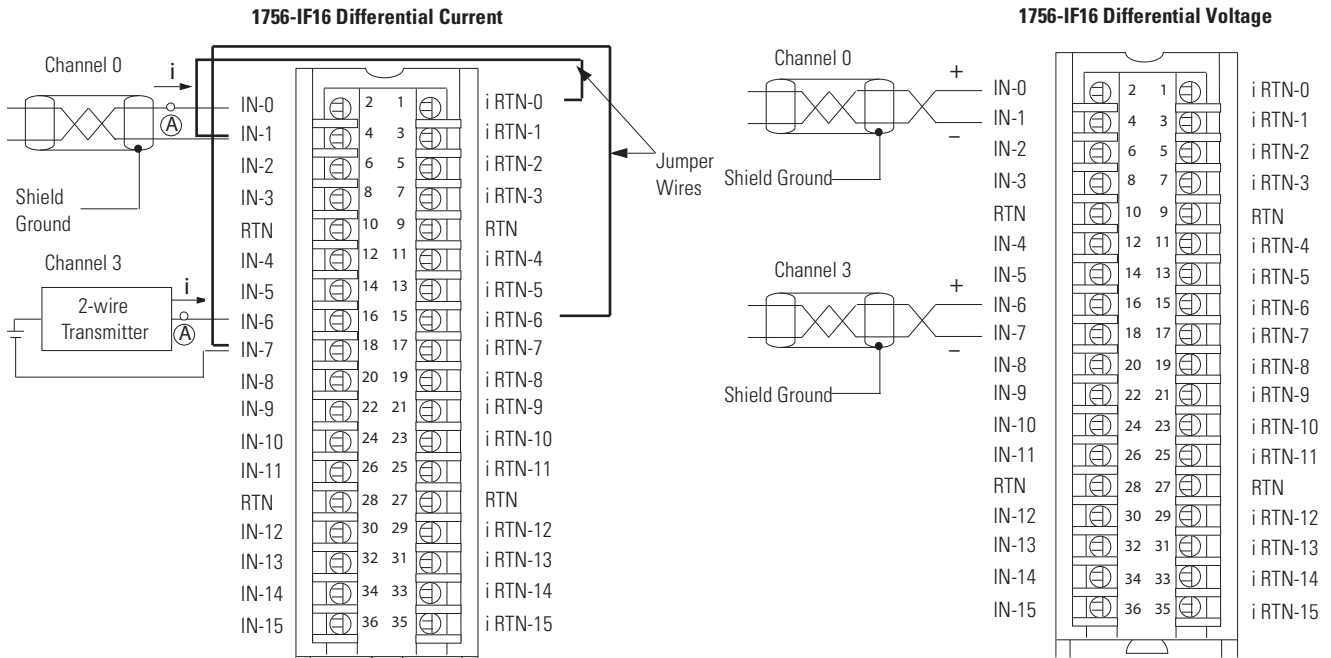 1756-IF16 Differential Current
Channel 0
i
A
Shield
Ground
Channel 3
i
2-wire
Transmitter
A
Jumper
Wires
IN-0 2 1 i RTN-0
IN-1 4 3 i RTN-1
IN-2 6 5 i RTN-2
IN-3 8 7 i RTN-3
RTN 10 9 RTN
IN-4 12 11 i RTN-4
IN-5 14 13 i RTN-5
IN-6 16 15 i RTN-6
IN-7 18 17 i RTN-7
IN-8 20 19 i RTN-8
IN-9 22 21 i RTN-9
IN-10 24 23 i RTN-10
IN-11 26 25 i RTN-11
RTN 28 27 RTN
IN-12 30 29 i RTN-12
IN-13 32 31 i RTN-13
IN-14 34 33 i RTN-14
IN-15 36 35 i RTN-15
1756-IF16 Differential Voltage
Channel 0
+
–
Shield Ground
Channel 3
+
–
Shield Ground
IN-0 2 1 i RTN-0
IN-1 4 3 i RTN-1
IN-2 6 5 i RTN-2
IN-3 8 7 i RTN-3
RTN 10 9 RTN
IN-4 12 11 i RTN-4
IN-5 14 13 i RTN-5
IN-6 16 15 i RTN-6
IN-7 18 17 i RTN-7
IN-8 20 19 i RTN-8
IN-9 22 21 i RTN-9
IN-10 24 23 i RTN-10
IN-11 26 25 i RTN-11
RTN 28 27 RTN
IN-12 30 29 i RTN-12
IN-13 32 31 i RTN-13
IN-14 34 33 i RTN-14
IN-15 36 35 i RTN-15